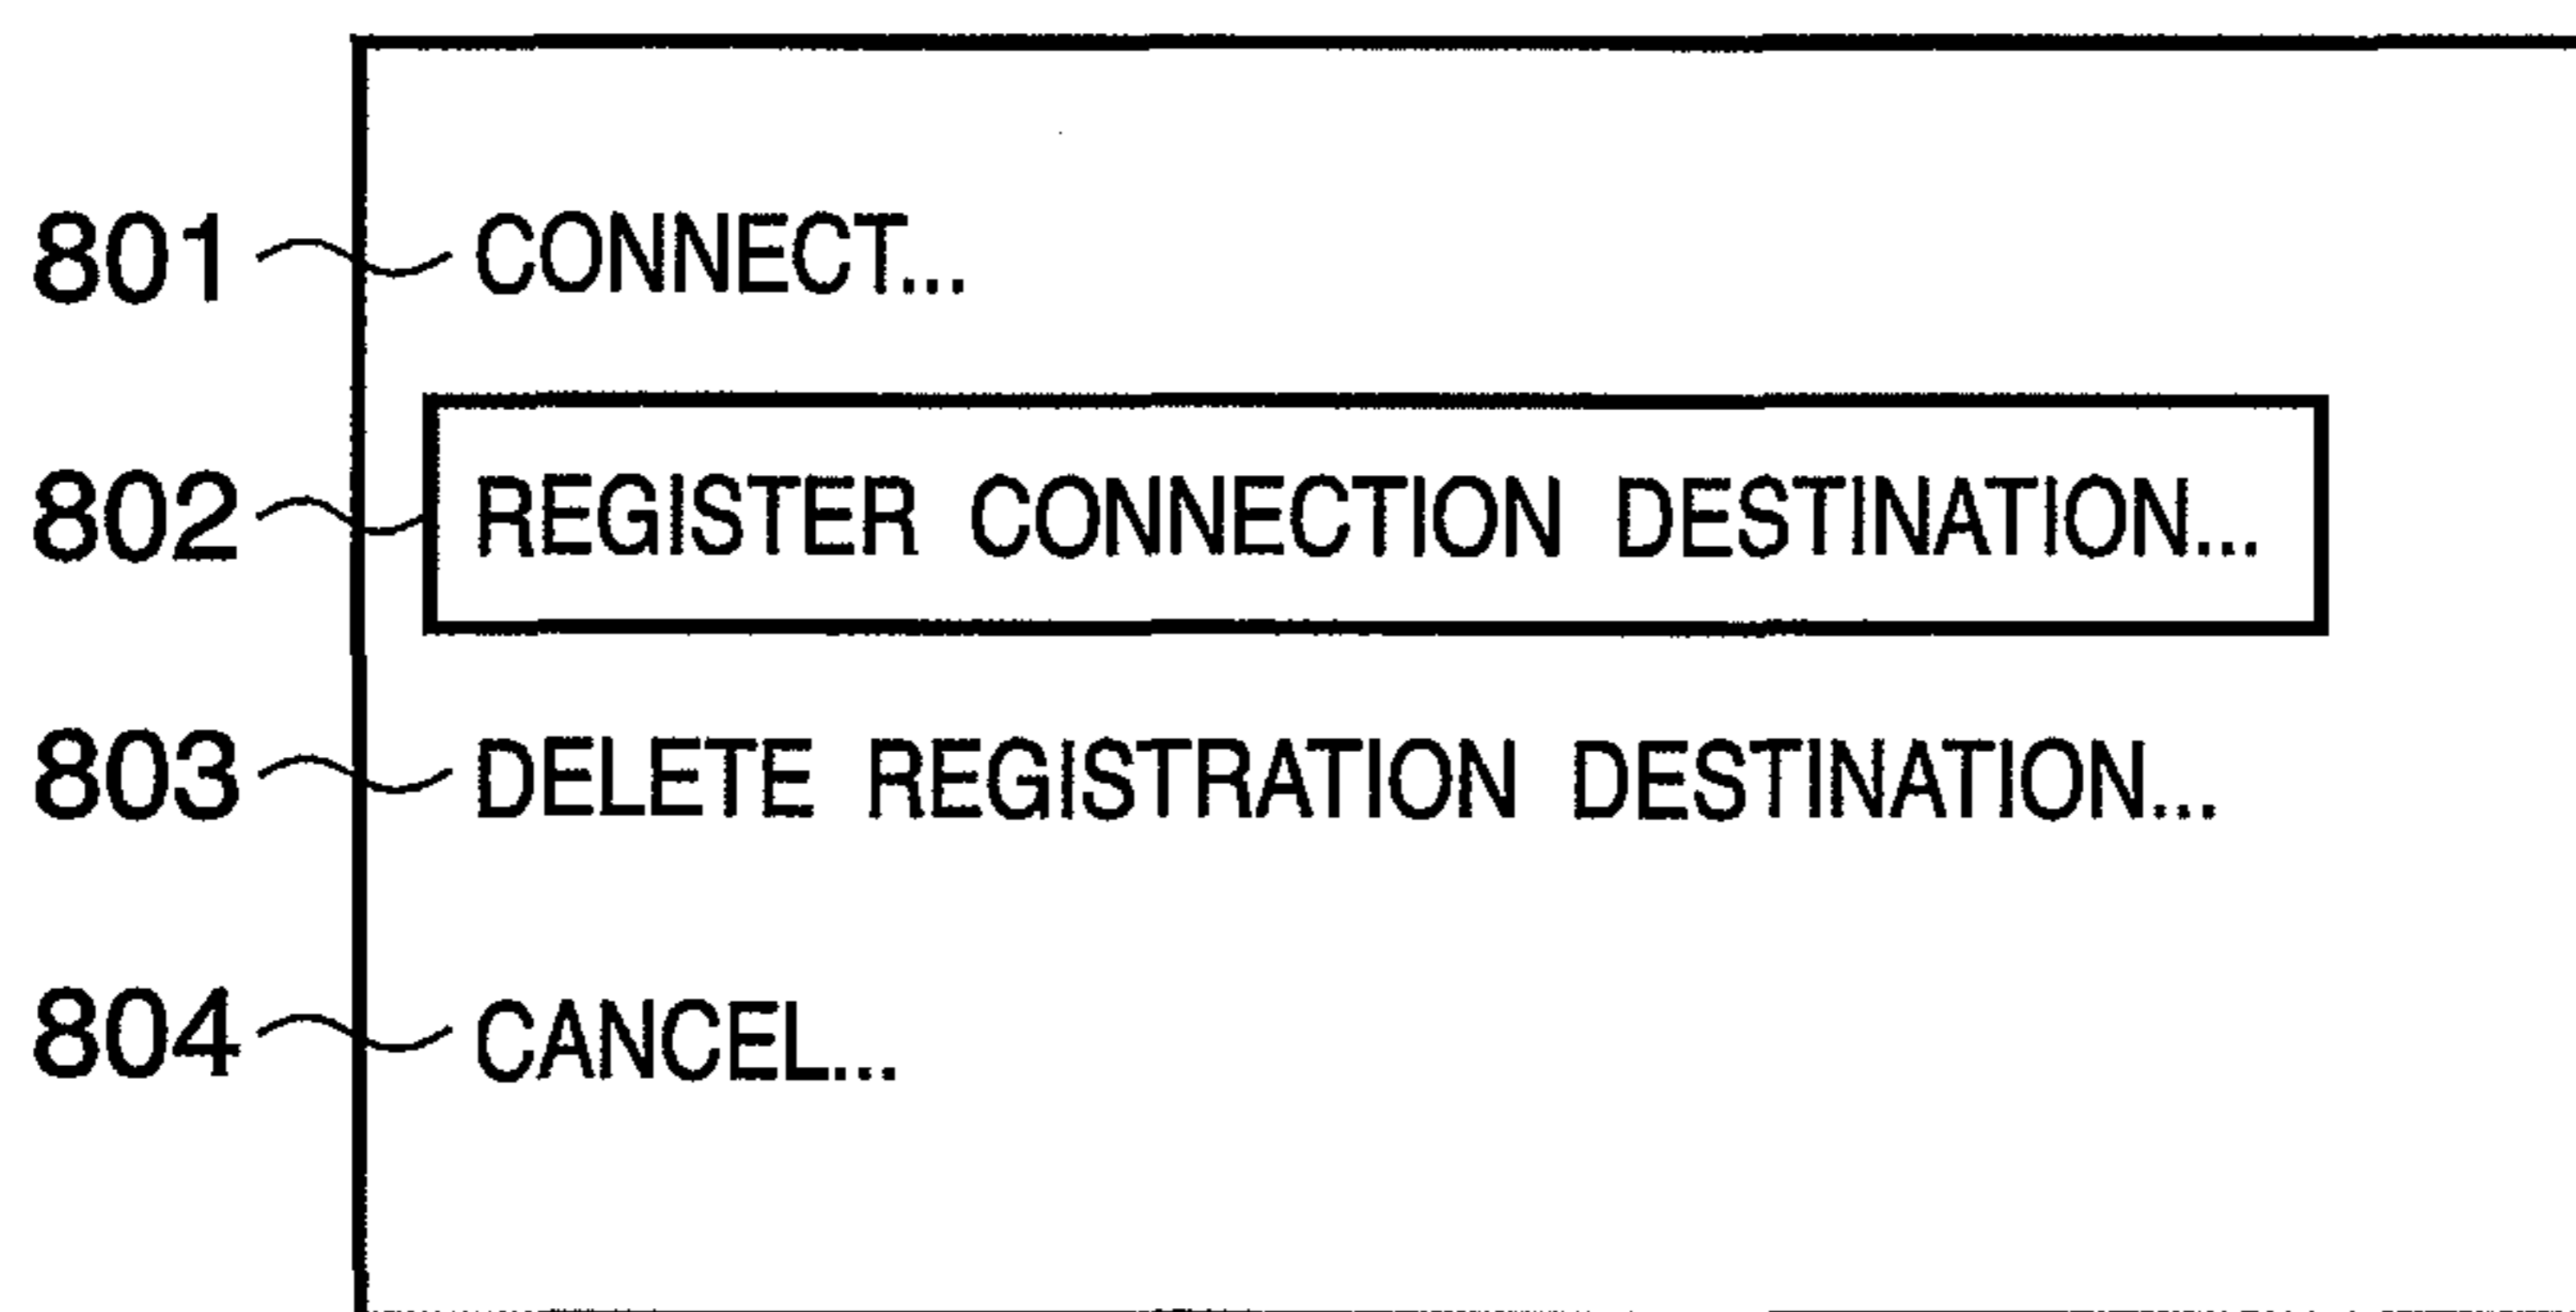 801 CONNECT...
802 REGISTER CONNECTION DESTINATION...
803 DELETE REGISTRATION DESTINATION...
804 CANCEL...